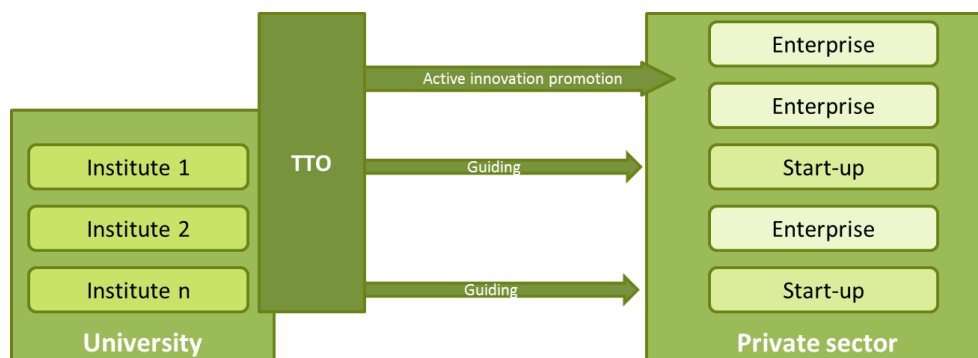 Enterprise
Active innovation promotion
Enterprise
TTO
Institute 1
Guiding
Start-up
Institute 2
Enterprise
Institute n
Guiding
Start-up
University
Private sector